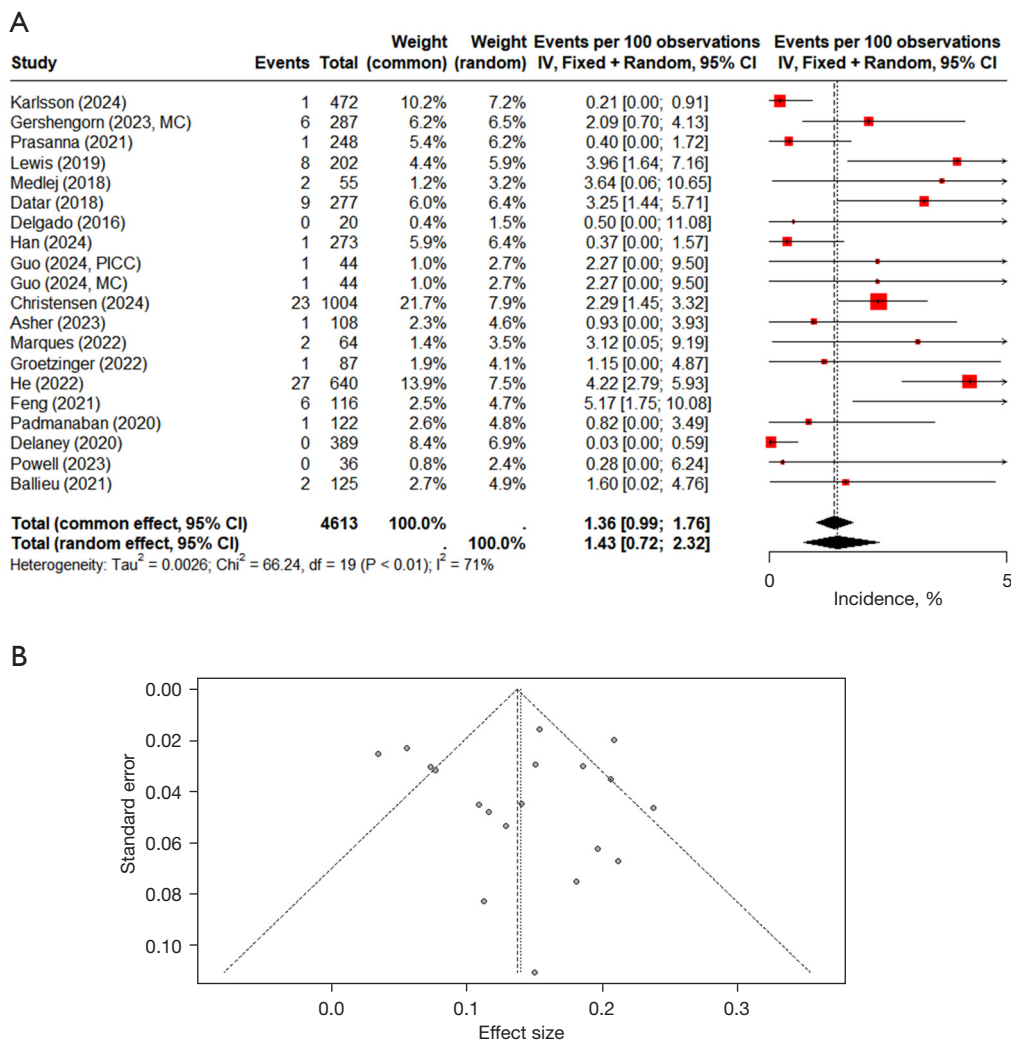 A
Study Events Total Weight (common) Weight (random) Events per 100 observations IV, Fixed + Random, 95% CI Events per 100 observations IV, Fixed + Random, 95% CI
Karlsson (2024) 1 472 10.2% 7.2% 0.21 [0.00; 0.91]
Gershengorn (2023, MC) 6 287 6.2% 6.5% 2.09 [0.70; 4.13]
Prasanna (2021) 1 248 5.4% 6.2% 0.40 [0.00; 1.72]
Lewis (2019) 8 202 4.4% 5.9% 3.96 [1.64; 7.16]
Medlej (2018) 2 55 1.2% 3.2% 3.64 [0.06; 10.65]
Datar (2018) 9 277 6.0% 6.4% 3.25 [1.44; 5.71]
Delgado (2016) 0 20 0.4% 1.5% 0.50 [0.00; 11.08]
Han (2024) 1 273 5.9% 6.4% 0.37 [0.00; 1.57]
Guo (2024, PICC) 1 44 1.0% 2.7% 2.27 [0.00; 9.50]
Guo (2024, MC) 1 44 1.0% 2.7% 2.27 [0.00; 9.50]
Christensen (2024) 23 1004 21.7% 7.9% 2.29 [1.45; 3.32]
Asher (2023) 1 108 2.3% 4.6% 0.93 [0.00; 3.93]
Marques (2022) 2 64 1.4% 3.5% 3.12 [0.05; 9.19]
Groetzinger (2022) 1 87 1.9% 4.1% 1.15 [0.00; 4.87]
He (2022) 27 640 13.9% 7.5% 4.22 [2.79; 5.93]
Feng (2021) 6 116 2.5% 4.7% 5.17 [1.75; 10.08]
Padmanaban (2020) 1 122 2.6% 4.8% 0.82 [0.00; 3.49]
Delaney (2020) 0 389 8.4% 6.9% 0.03 [0.00; 0.59]
Powell (2023) 0 36 0.8% 2.4% 0.28 [0.00; 6.24]
Ballieu (2021) 2 125 2.7% 4.9% 1.60 [0.02; 4.76]
Total (common effect, 95% CI) 4613 100.0% . 1.36 [0.99; 1.76]
Total (random effect, 95% CI) . 100.0% 1.43 [0.72; 2.32]
Heterogeneity: Tau² = 0.0026; Chi² = 66.24, df = 19 (P < 0.01); I² = 71%
0 5
Incidence, %
B
0.00
0.02
0.04
0.06
0.08
0.10
Standard error
0.0 0.1 0.2 0.3
Effect size